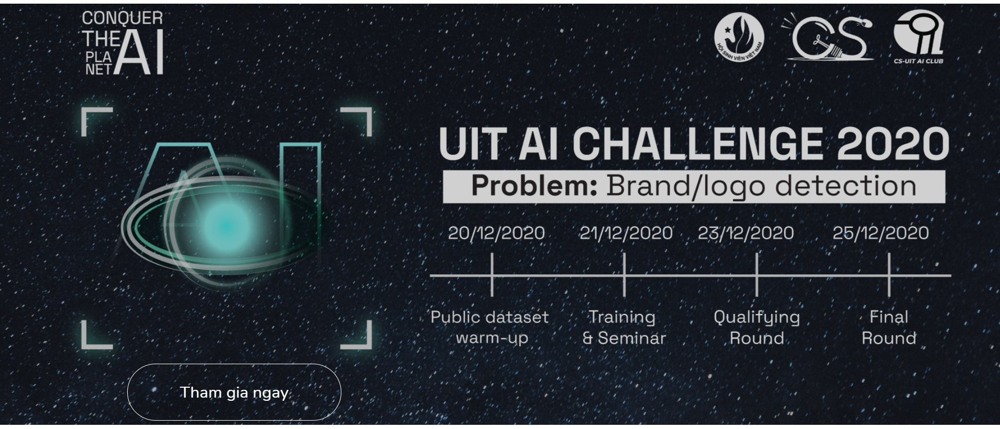 CONQUER
THE AI
PLA
NET
HỘI SINH VIÊN VIỆT NAM
CS
CS-UIT AI CLUB
AI
UIT AI CHALLENGE 2020
Problem: Brand/logo detection
20/12/2020 21/12/2020 23/12/2020 25/12/2020
Public dataset Training Qualifying Final
warm-up & Seminar Round Round
Tham gia ngay